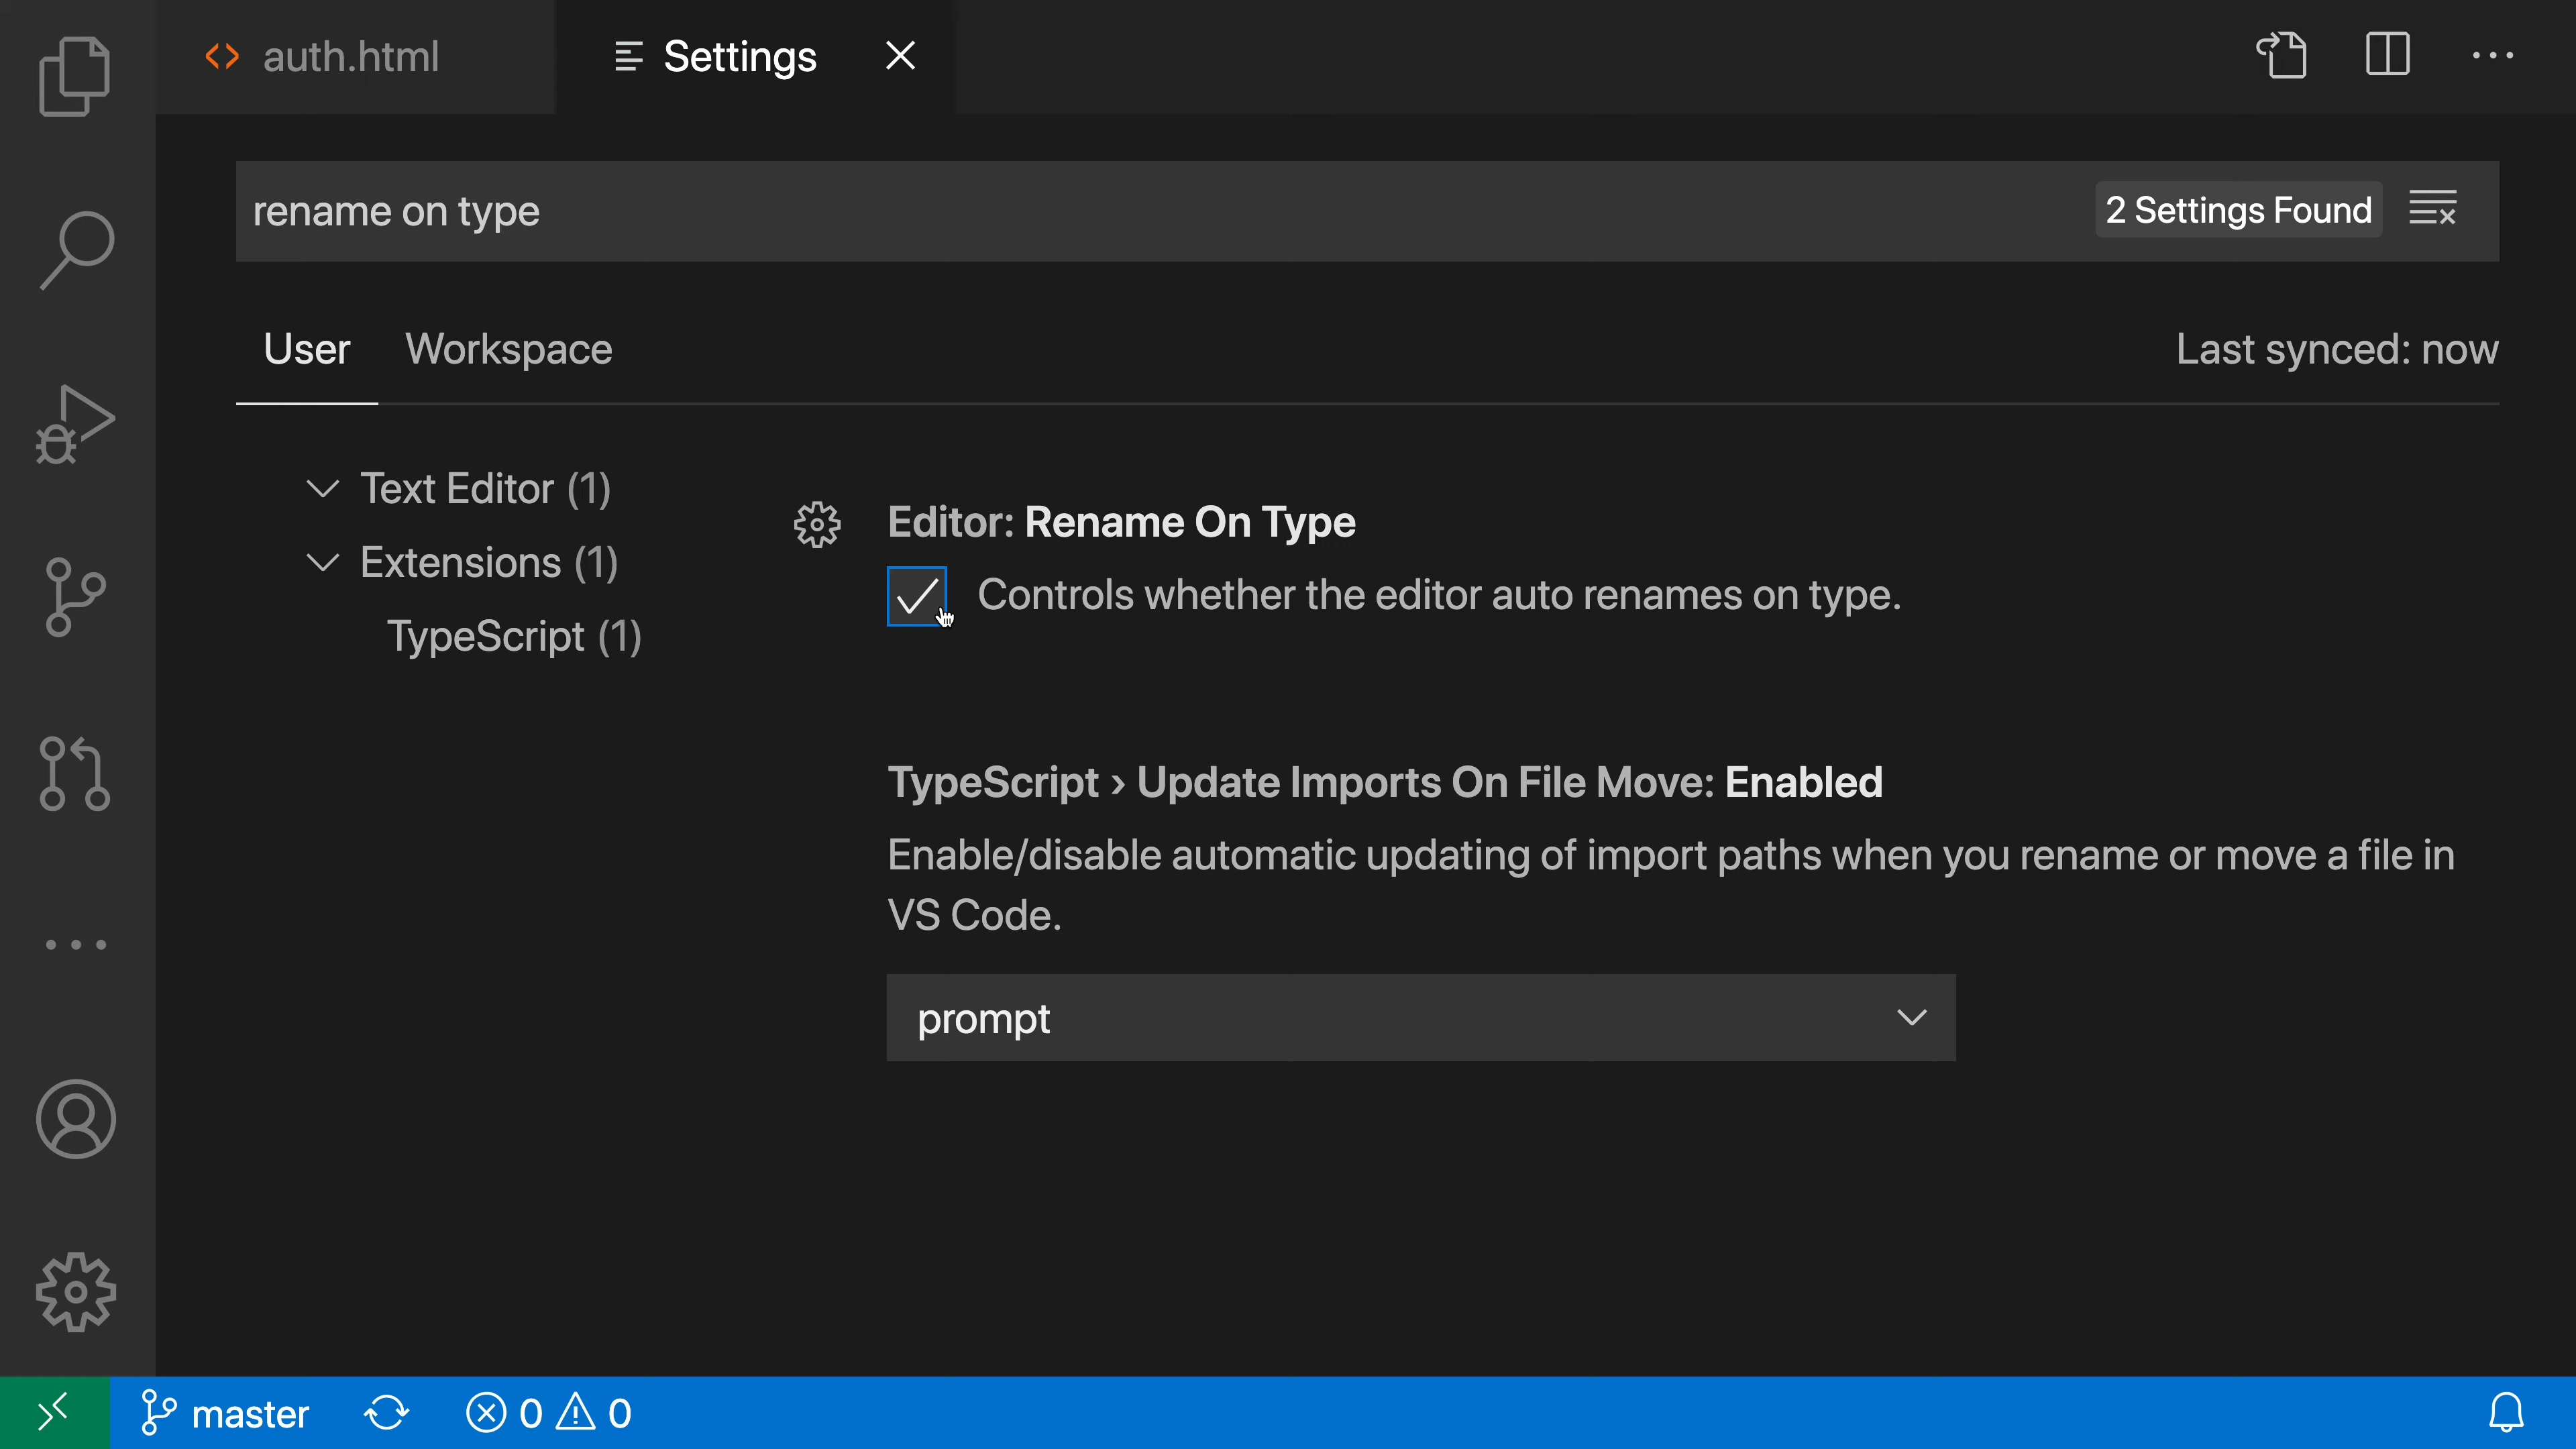 auth.html
Settings
rename on type
2 Settings Found
User
Workspace
Last synced: now
Text Editor (1)
Extensions (1)
TypeScript (1)
Editor: Rename On Type
Controls whether the editor auto renames on type.
TypeScript › Update Imports On File Move: Enabled
Enable/disable automatic updating of import paths when you rename or move a file in
VS Code.
prompt
master
0
0